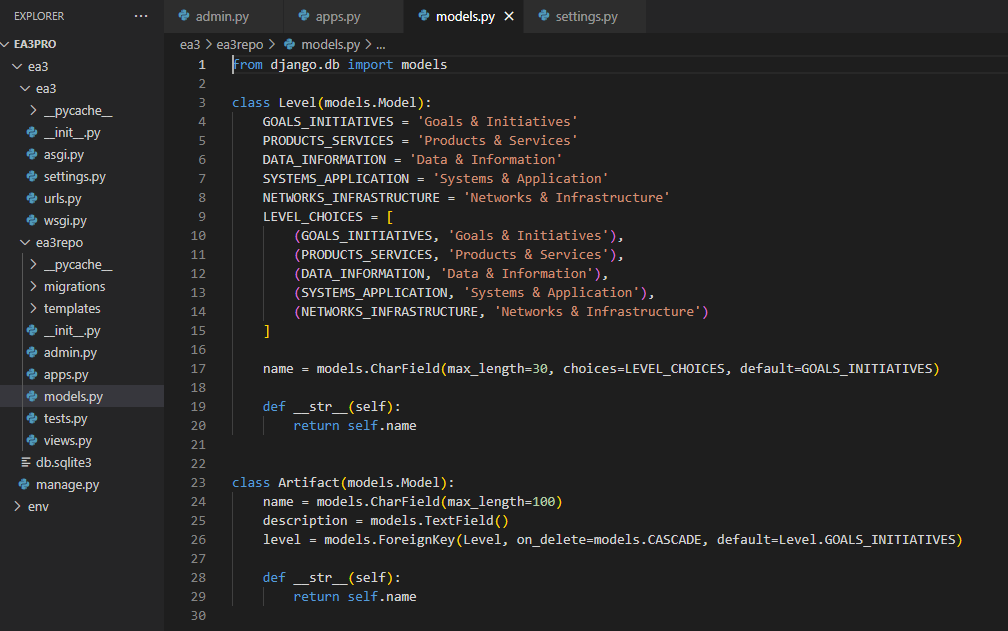 EXPLORER ...
EA3PRO
ea3
ea3
__pycache__
__init__.py
asgi.py
settings.py
urls.py
wsgi.py
ea3repo
__pycache__
migrations
templates
__init__.py
admin.py
apps.py
models.py
tests.py
views.py
db.sqlite3
manage.py
env
admin.py apps.py models.py settings.py
ea3 > ea3repo > models.py > ...
1 from django.db import models
2
3 class Level(models.Model):
4     GOALS_INITIATIVES = 'Goals & Initiatives'
5     PRODUCTS_SERVICES = 'Products & Services'
6     DATA_INFORMATION = 'Data & Information'
7     SYSTEMS_APPLICATION = 'Systems & Application'
8     NETWORKS_INFRASTRUCTURE = 'Networks & Infrastructure'
9     LEVEL_CHOICES = [
10         (GOALS_INITIATIVES, 'Goals & Initiatives'),
11         (PRODUCTS_SERVICES, 'Products & Services'),
12         (DATA_INFORMATION, 'Data & Information'),
13         (SYSTEMS_APPLICATION, 'Systems & Application'),
14         (NETWORKS_INFRASTRUCTURE, 'Networks & Infrastructure')
15     ]
16
17     name = models.CharField(max_length=30, choices=LEVEL_CHOICES, default=GOALS_INITIATIVES)
18
19     def __str__(self):
20         return self.name
21
22
23 class Artifact(models.Model):
24     name = models.CharField(max_length=100)
25     description = models.TextField()
26     level = models.ForeignKey(Level, on_delete=models.CASCADE, default=Level.GOALS_INITIATIVES)
27
28     def __str__(self):
29         return self.name
30